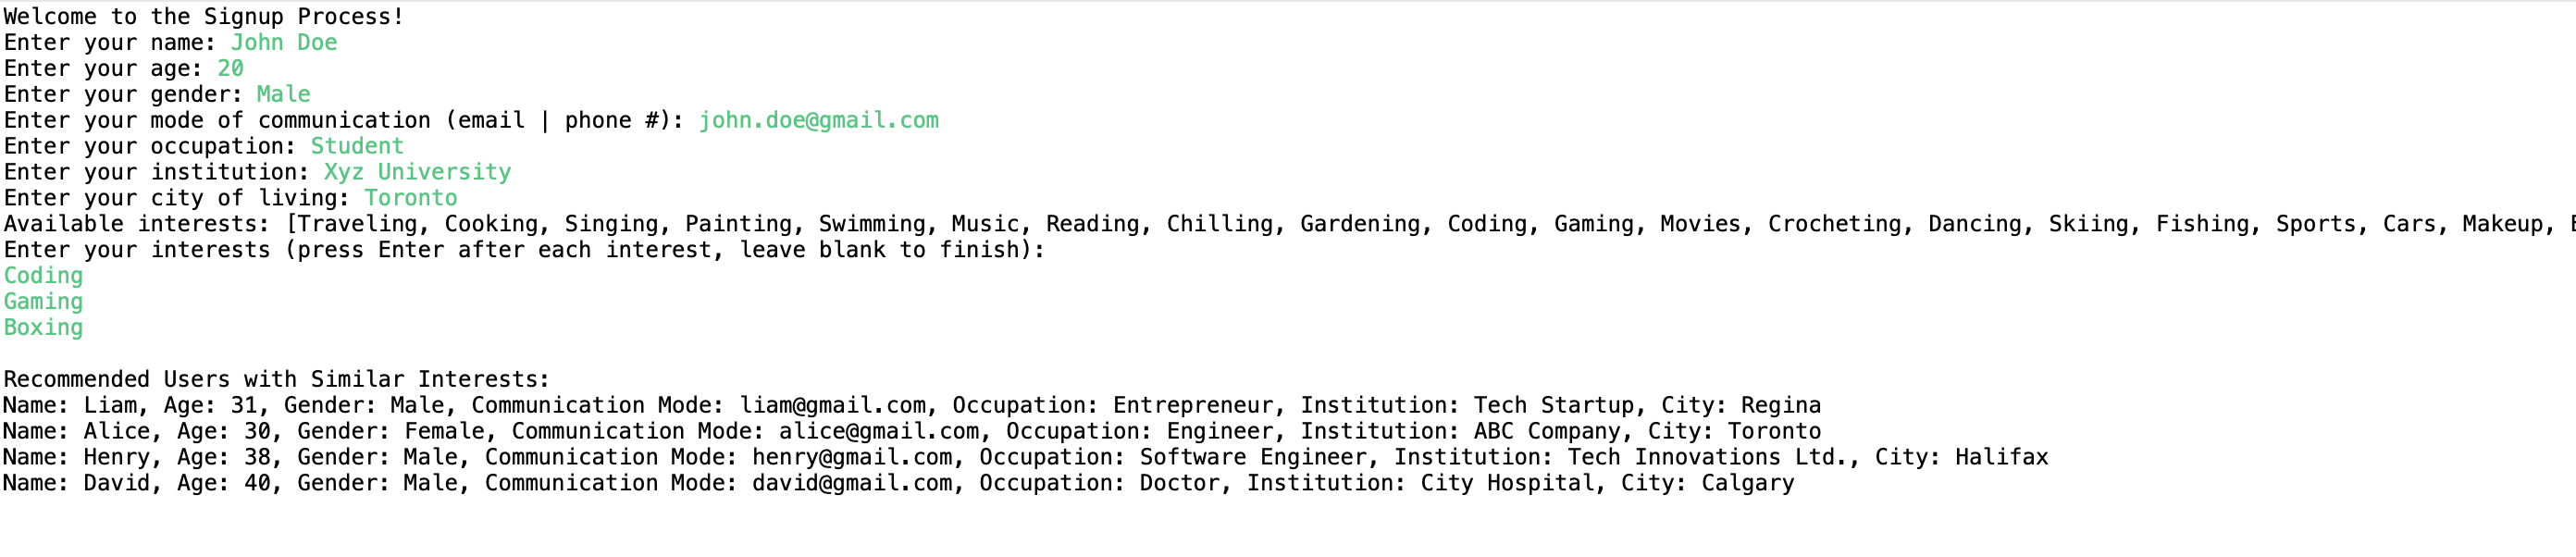 Welcome to the Signup Process!
Enter your name: John Doe
Enter your age: 20
Enter your gender: Male
Enter your mode of communication (email | phone #): john.doe@gmail.com
Enter your occupation: Student
Enter your institution: Xyz University
Enter your city of living: Toronto
Available interests: [Traveling, Cooking, Singing, Painting, Swimming, Music, Reading, Chilling, Gardening, Coding, Gaming, Movies, Crocheting, Dancing, Skiing, Fishing, Sports, Cars, Makeup,
Enter your interests (press Enter after each interest, leave blank to finish):
Coding
Gaming
Boxing
Recommended Users with Similar Interests:
Name: Liam, Age: 31, Gender: Male, Communication Mode: liam@gmail.com, Occupation: Entrepreneur, Institution: Tech Startup, City: Regina
Name: Alice, Age: 30, Gender: Female, Communication Mode: alice@gmail.com, Occupation: Engineer, Institution: ABC Company, City: Toronto
Name: Henry, Age: 38, Gender: Male, Communication Mode: henry@gmail.com, Occupation: Software Engineer, Institution: Tech Innovations Ltd., City: Halifax
Name: David, Age: 40, Gender: Male, Communication Mode: david@gmail.com, Occupation: Doctor, Institution: City Hospital, City: Calgary